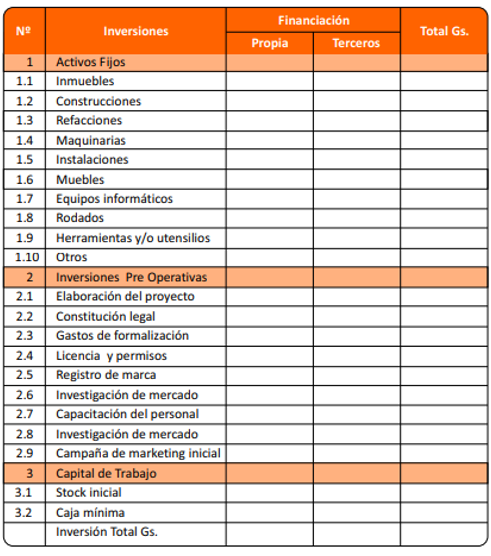 Nº Inversiones Financiación Total Gs.
Propia Terceros
1 Activos Fijos
1.1 Inmuebles
1.2 Construcciones
1.3 Refacciones
1.4 Maquinarias
1.5 Instalaciones
1.6 Muebles
1.7 Equipos informáticos
1.8 Rodados
1.9 Herramientas y/o utensilios
1.10 Otros
2 Inversiones Pre Operativas
2.1 Elaboración del proyecto
2.2 Constitución legal
2.3 Gastos de formalización
2.4 Licencia y permisos
2.5 Registro de marca
2.6 Investigación de mercado
2.7 Capacitación del personal
2.8 Investigación de mercado
2.9 Campaña de marketing inicial
3 Capital de Trabajo
3.1 Stock inicial
3.2 Caja mínima
Inversión Total Gs.